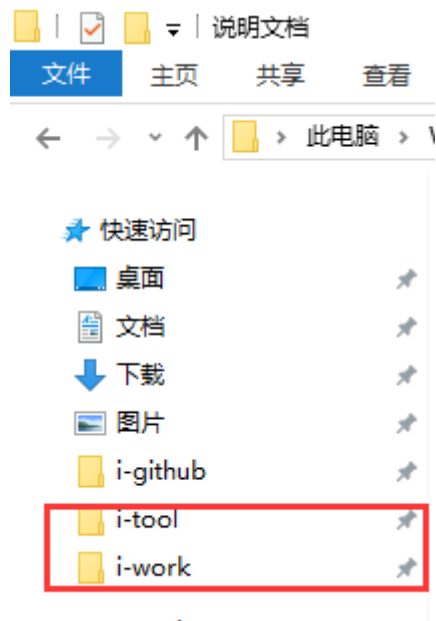 说明文档
文件 主页 共享 查看
此电脑
快速访问
桌面
文档
下载
图片
i-github
i-tool
i-work